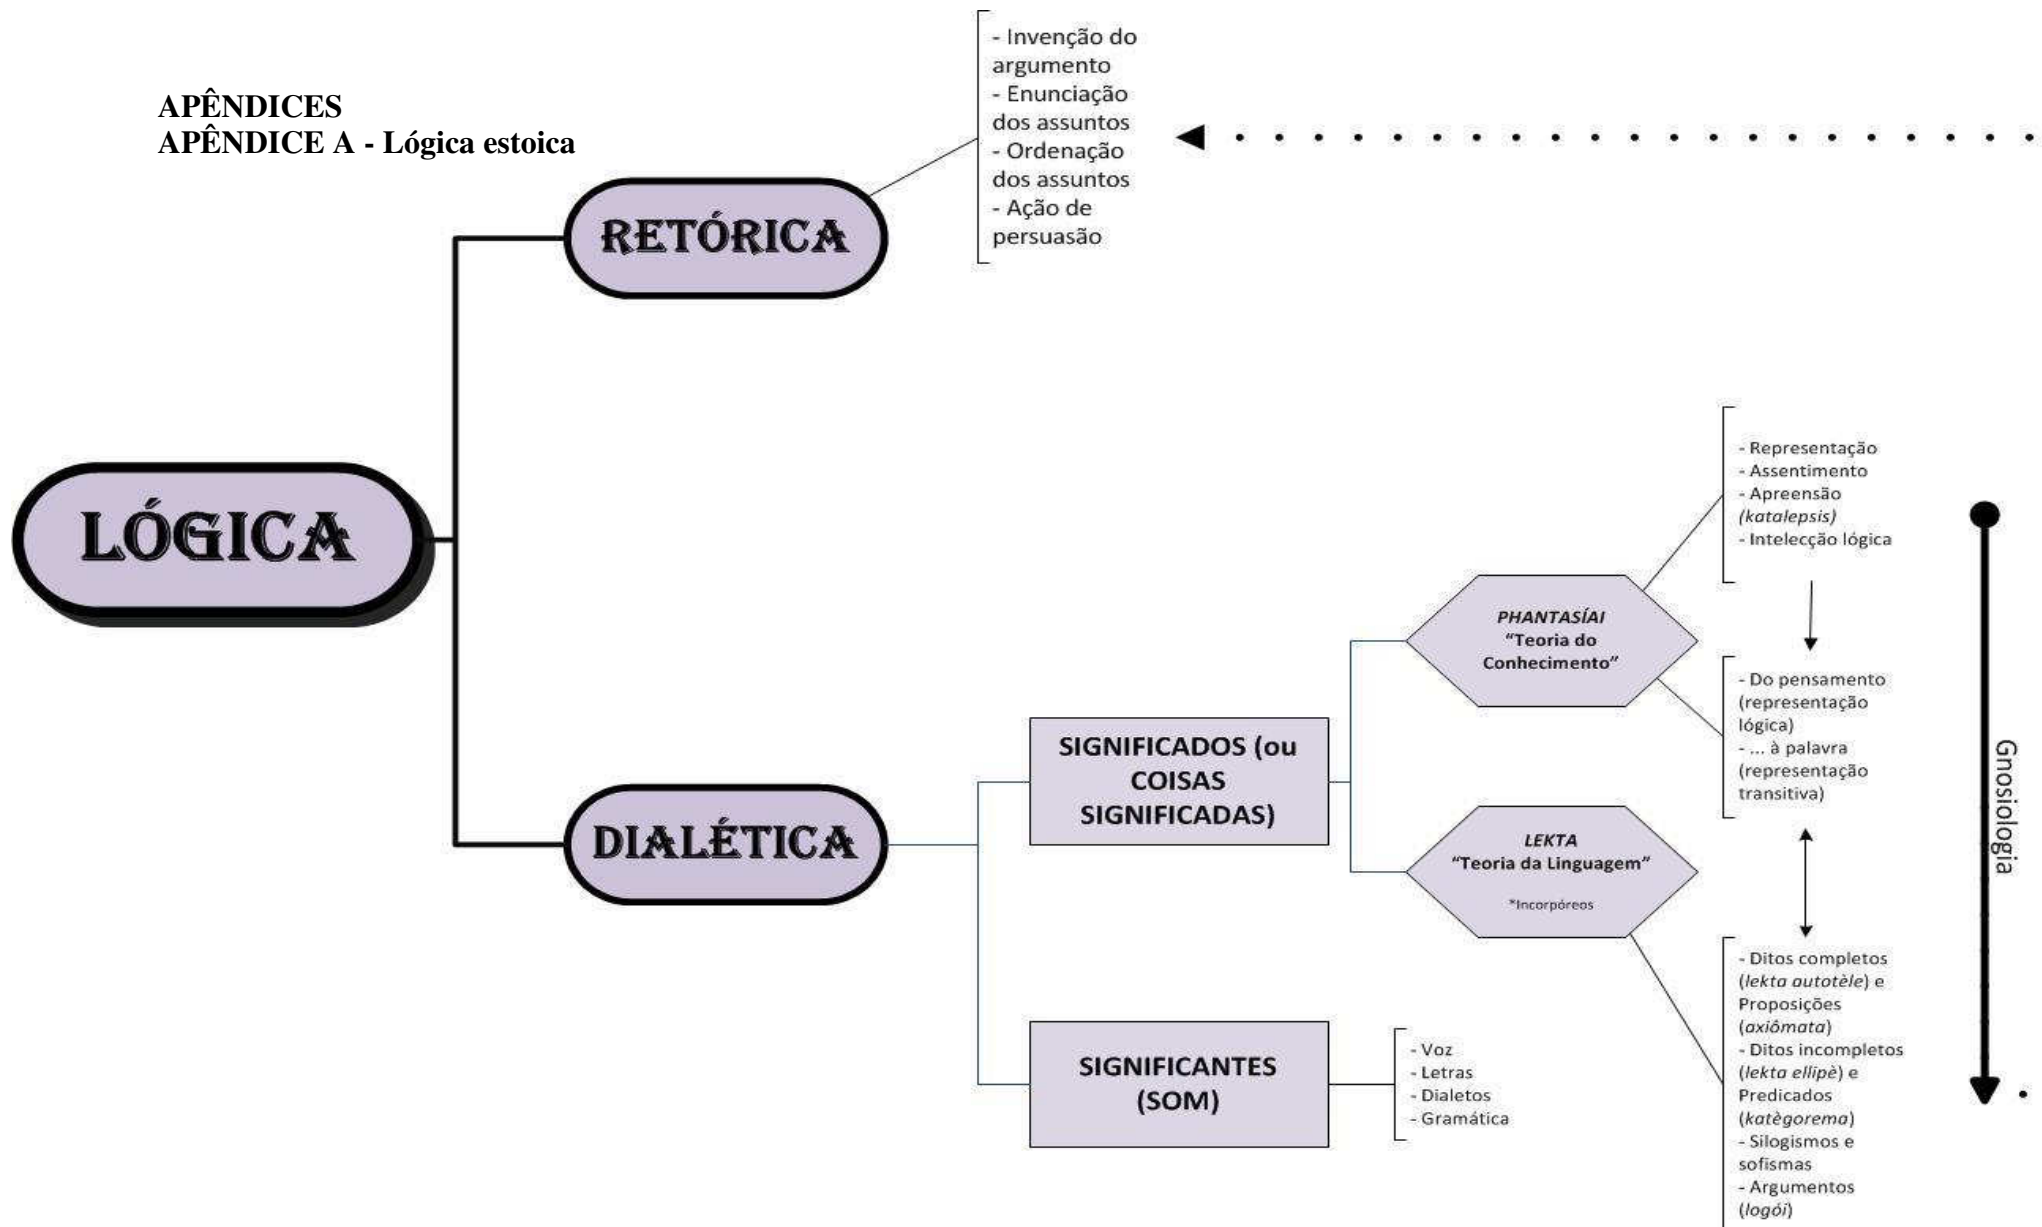 APÊNDICES
APÊNDICE A - Lógica estoica
- Invenção do
argumento
- Enunciação
dos assuntos
- Ordenação
dos assuntos
- Ação de
persuasão
RETÓRICA
LÓGICA
DIALÉTICA
SIGNIFICADOS (ou
COISAS
SIGNIFICADAS)
SIGNIFICANTES
(SOM)
- Voz
- Letras
- Dialetos
- Gramática
PHANTASÍAI
“Teoria do
Conhecimento”
LEKTA
“Teoria da Linguagem”
*Incorpóreos
- Representação
- Assentimento
- Apreensão
(katalepsis)
- Intelecção lógica
- Do pensamento
(representação
lógica)
- ... à palavra
(representação
transitiva)
- Ditos completos
(lekta autotèle) e
Proposições
(axiômata)
- Ditos incompletos
(lekta ellipè) e
Predicados
(katègorema)
- Silogismos e
sofismas
- Argumentos
(logói)
Gnosiologia